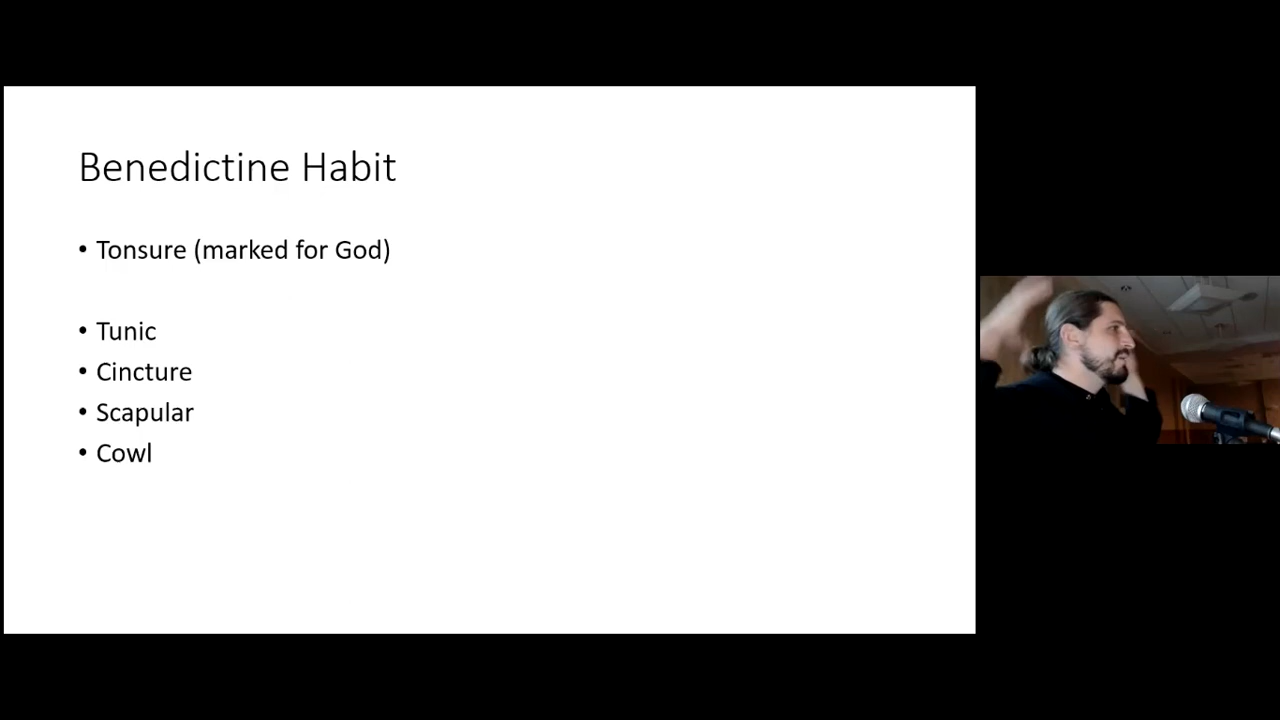 Benedictine Habit
• Tonsure (marked for God)
• Tunic
• Cincture
• Scapular
• Cowl